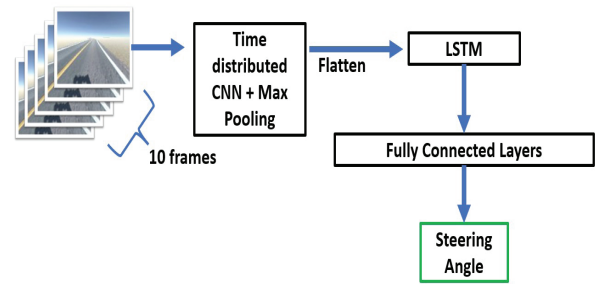 Time
distributed
CNN + Max
Pooling
Flatten
LSTM
10 frames
Fully Connected Layers
Steering
Angle